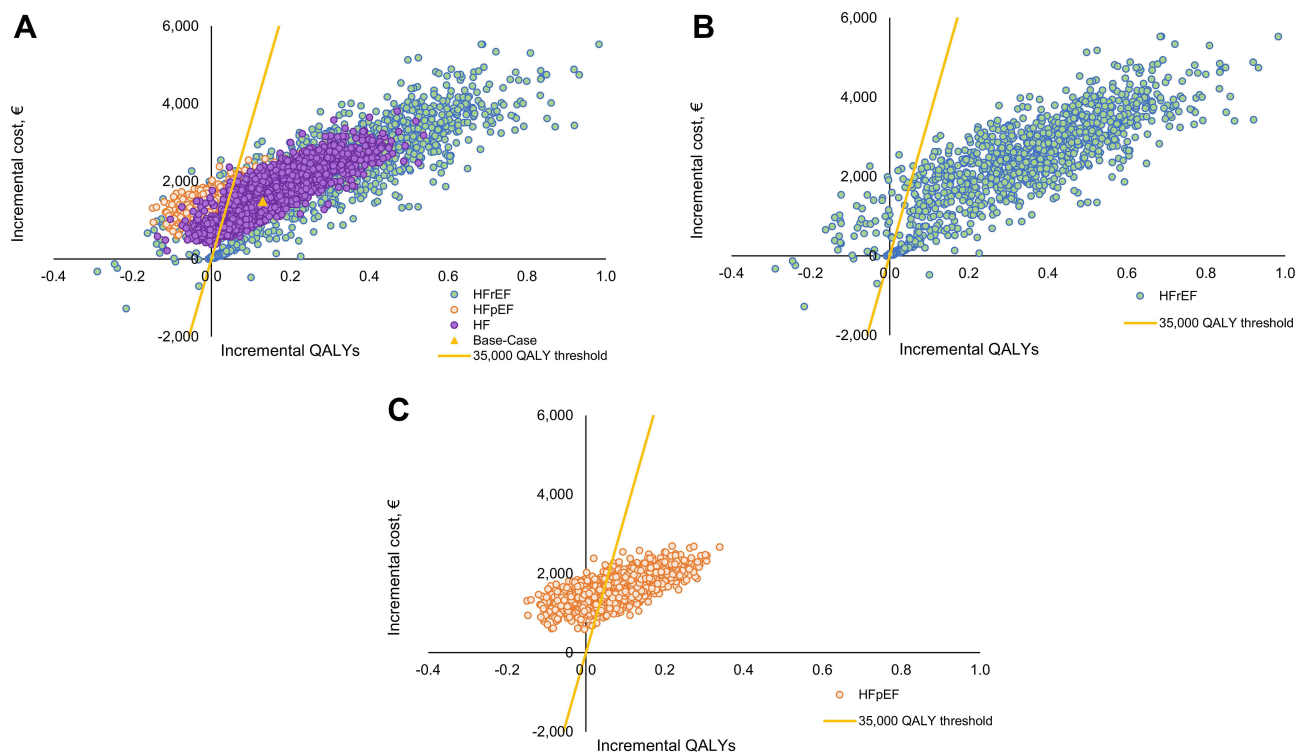 A
Incremental cost, €
6,000
4,000
2,000
0
-2,000
-0.4
-0.2
0.0
0.2
0.4
0.6
0.8
1.0
Incremental QALYs
HFrEF
HFpEF
HF
Base-Case
35,000 QALY threshold
B
Incremental cost, €
6,000
4,000
2,000
0
-2,000
-0.4
-0.2
0.0
0.2
0.4
0.6
0.8
1.0
Incremental QALYs
HFrEF
35,000 QALY threshold
C
Incremental cost, €
6,000
4,000
2,000
0
-2,000
-0.4
-0.2
0.0
0.2
0.4
0.6
0.8
1.0
Incremental QALYs
HFpEF
35,000 QALY threshold